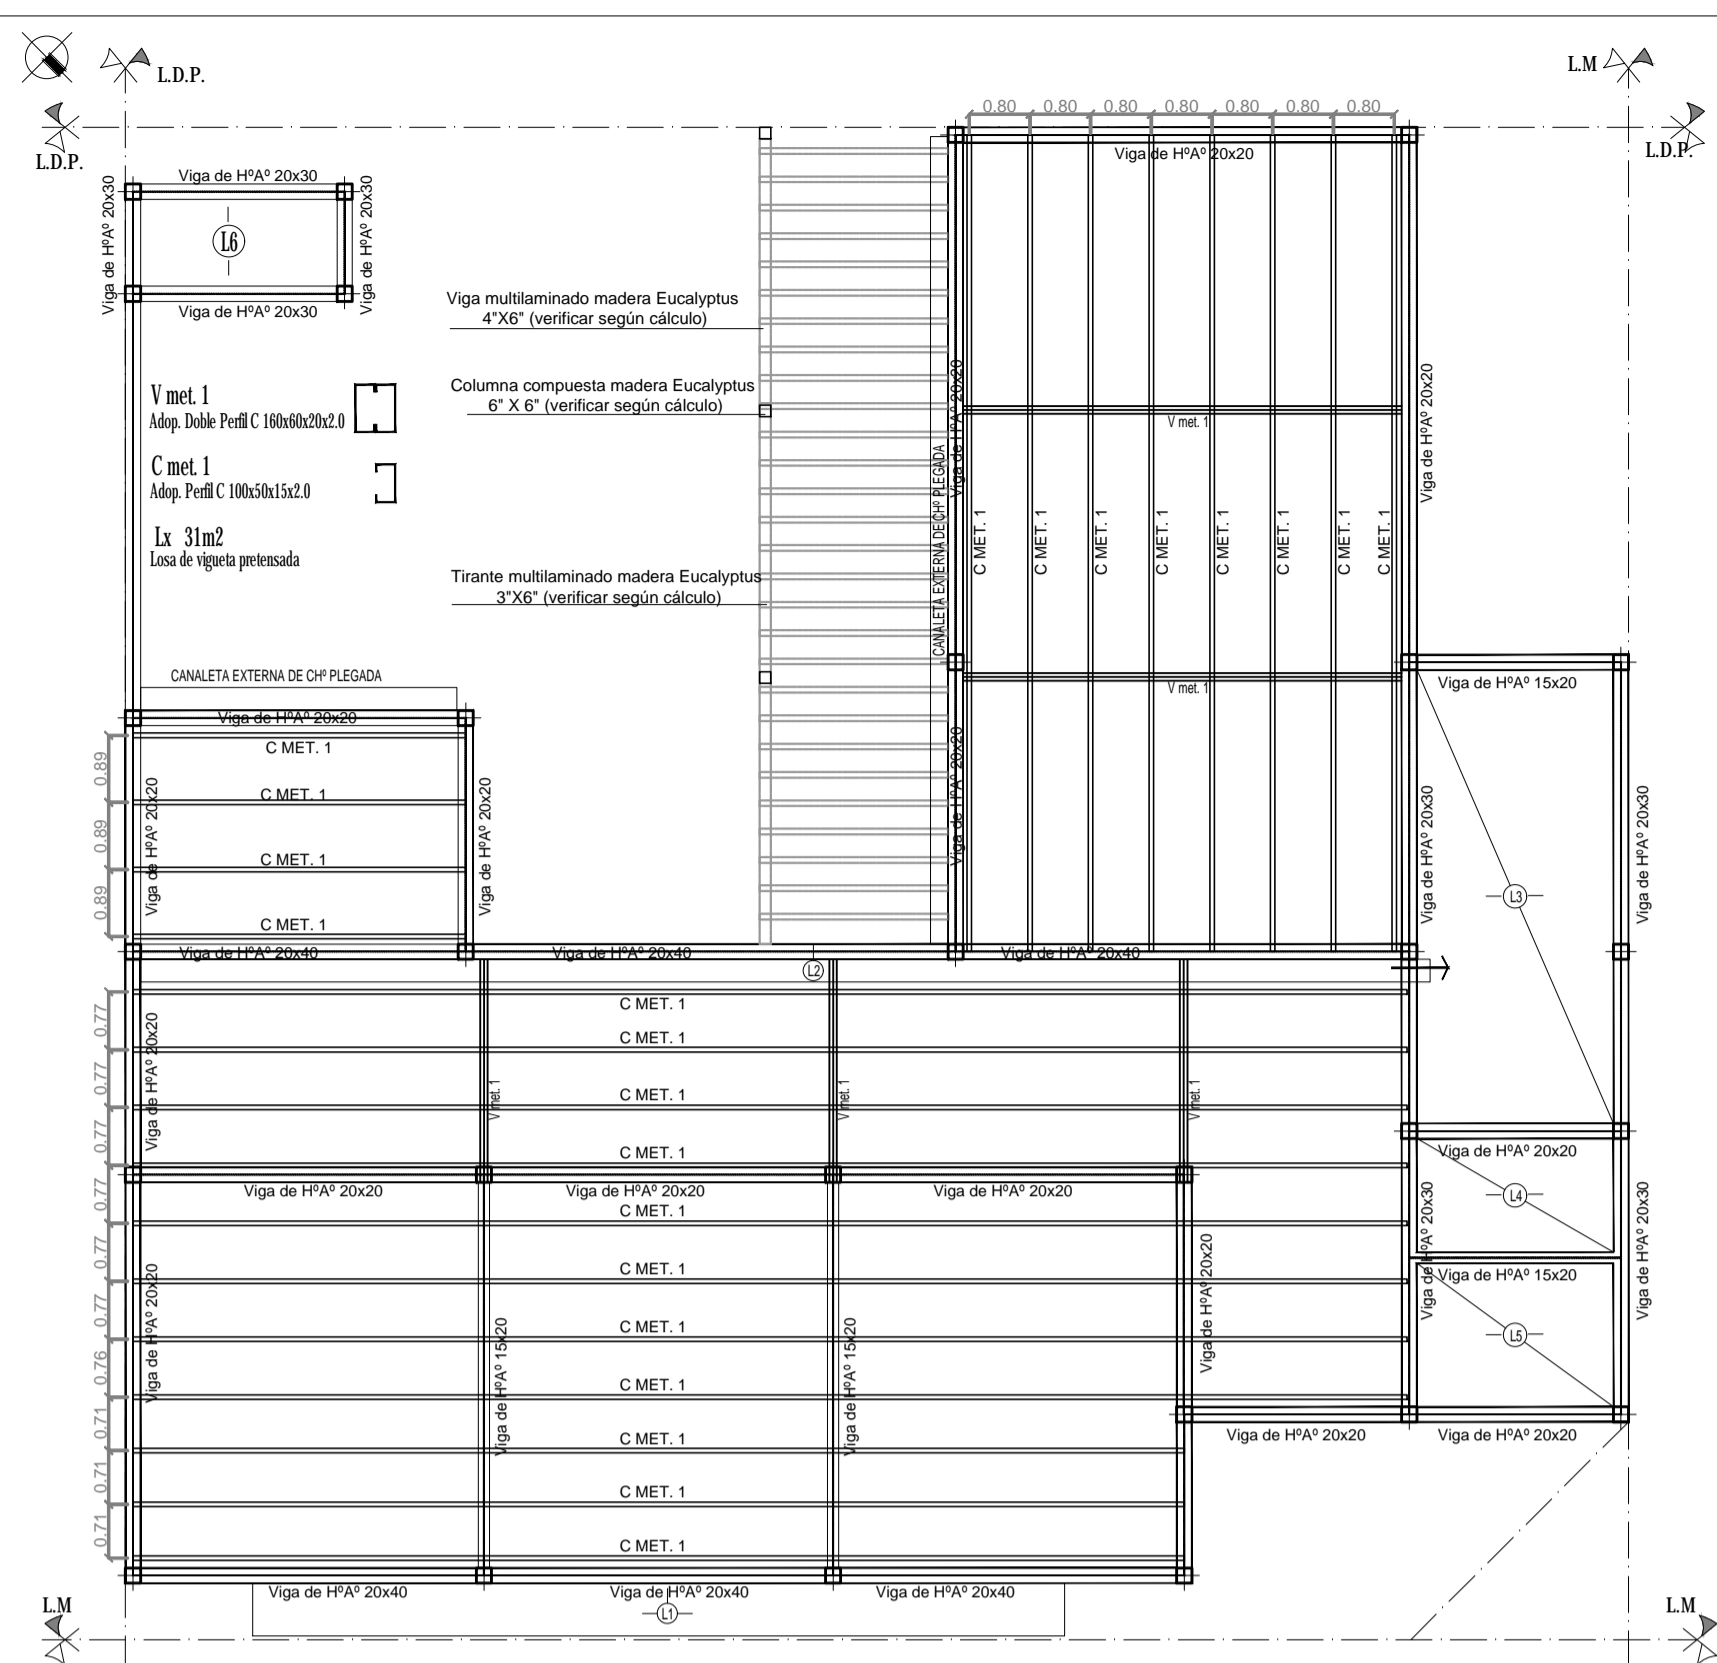 L.D.P.
L.M
L.D.P.
L.D.P.
0.80
0.80
0.80
0.80
0.80
0.80
0.80
Viga de HºAº 20x20
Viga de HºAº 20x30
Viga de HºAº 20x30
Viga de HºAº 20x30
L6
Viga de HºAº 20x30
Viga multilaminado madera Eucalyptus
4"X6" (verificar según cálculo)
Columna compuesta madera Eucalyptus
6" X 6" (verificar según cálculo)
Tirante multilaminado madera Eucalyptus
3"X6" (verificar según cálculo)
V met. 1
Adop. Doble Perfil C 160x60x20x2.0
C met. 1
Adop. Perfil C 100x50x15x2.0
Lx 31m2
Losa de vigueta pretensada
Viga de HºAº 20x20
CANALETA EXTERNA DE CHº PLEGADA
Viga de HºAº 20x20
V met. 1
C MET. 1
C MET. 1
C MET. 1
C MET. 1
C MET. 1
C MET. 1
C MET. 1
C MET. 1
V met. 1
Viga de HºAº 20x20
Viga de HºAº 15x20
CANALETA EXTERNA DE CHº PLEGADA
Viga de HºAº 20x20
C MET. 1
C MET. 1
C MET. 1
C MET. 1
0.89
0.89
0.89
Viga de HºAº 20x20
Viga de HºAº 20x20
Viga de HºAº 20x30
Viga de HºAº 20x30
L3
Viga de HºAº 20x40
Viga de HºAº 20x40
Viga de HºAº 20x40
L2
C MET. 1
C MET. 1
C MET. 1
C MET. 1
0.77
0.77
0.77
0.77
0.77
0.77
0.76
0.71
0.71
0.71
Viga de HºAº 20x20
V met. 1
V met. 1
V met. 1
Viga de HºAº 20x20
Viga de HºAº 20x20
Viga de HºAº 20x20
Viga de HºAº 20x20
L4
C MET. 1
C MET. 1
C MET. 1
C MET. 1
C MET. 1
C MET. 1
C MET. 1
Viga de HºAº 20x20
Viga de HºAº 15x20
Viga de HºAº 15x20
Viga de HºAº 20x20
Viga de HºAº 20x30
Viga de HºAº 20x30
Viga de HºAº 15x20
L5
Viga de HºAº 20x20
Viga de HºAº 20x20
Viga de HºAº 20x40
Viga de HºAº 20x40
Viga de HºAº 20x40
L1
L.M
L.M